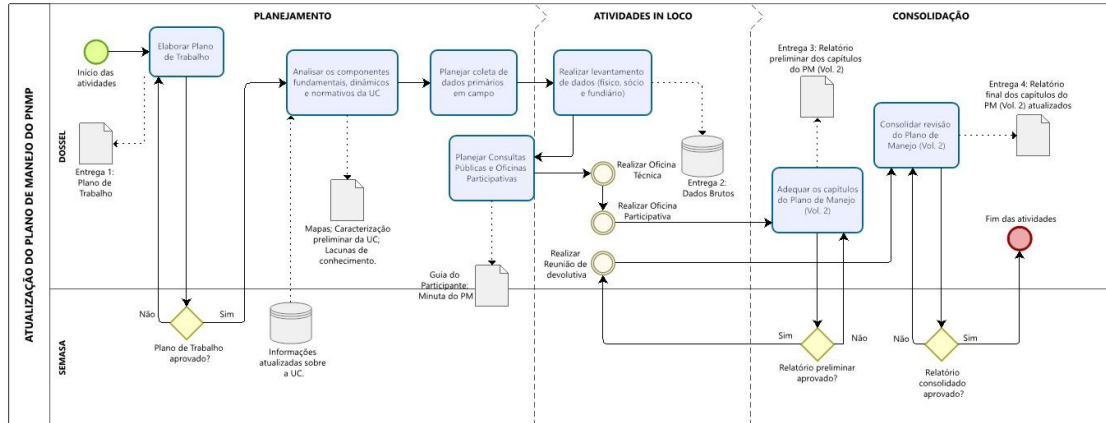 PLANEJAMENTO
ATIVIDADES IN LOCO
CONSOLIDAÇÃO
ATUALIZAÇÃO DO PLANO DE MANEJO DO PNMP
DOSSEL
SEMASA
Início das
atividades
Elaborar Plano
de Trabalho
Entrega 1:
Plano de
Trabalho
Analisar os componentes
fundamentais, dinâmicos
e normativos da UC
Mapas; Caracterização
preliminar da UC;
Lacunas de
conhecimento.
Planejar coleta de
dados primários
em campo
Planejar Consultas
Públicas e Oficinas
Participativas
Guia do
Participante:
Minuta do PM
Realizar levantamento
de dados (físico, sócio
e fundiário)
Entrega 2:
Dados Brutos
Realizar Oficina
Técnica
Realizar Oficina
Participativa
Realizar
Reunião de
devolutiva
Entrega 3: Relatório
preliminar dos capítulos
do PM (Vol. 2)
Adequar os capítulos
do Plano de Manejo
(Vol. 2)
Consolidar revisão
do Plano de
Manejo (Vol. 2)
Entrega 4: Relatório
final dos capítulos do
PM (Vol. 2) atualizados
Fim das atividades
Não
Sim
Plano de Trabalho
aprovado?
Informações
atualizadas sobre
a UC.
Sim
Não
Relatório preliminar
aprovado?
Não
Sim
Relatório
consolidado
aprovado?